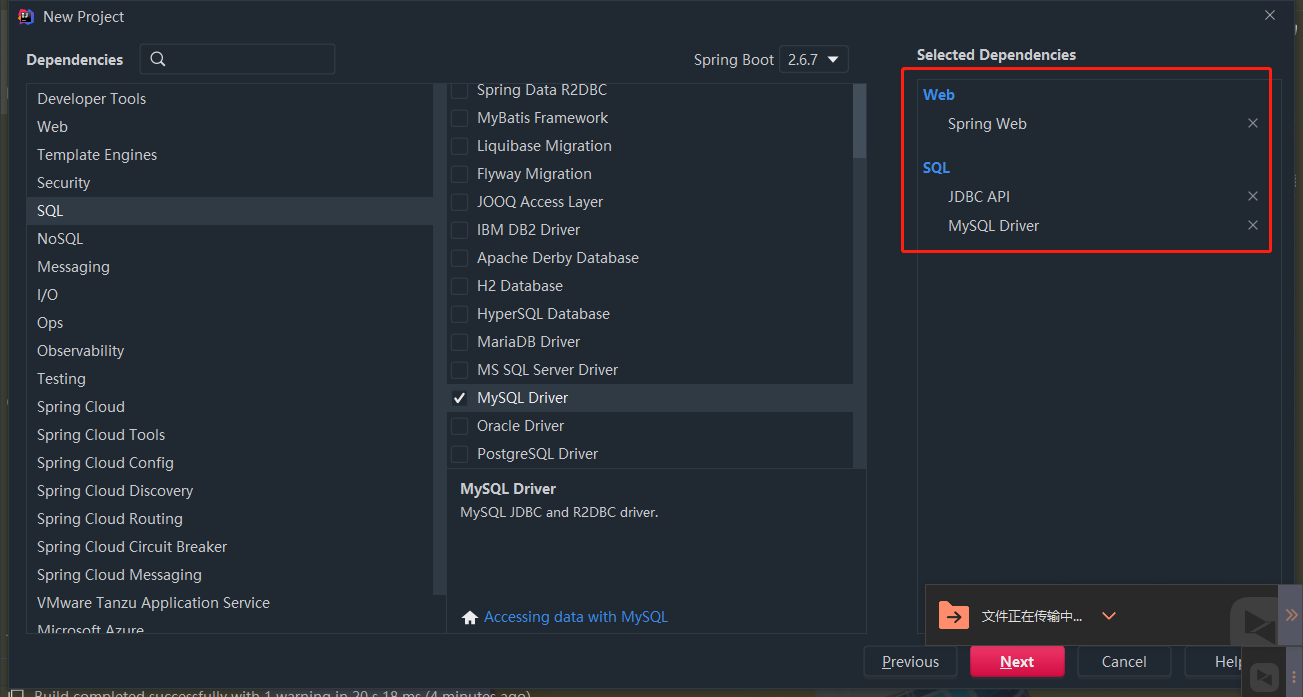 New Project
Dependencies
Spring Boot 2.6.7
Selected Dependencies
Developer Tools
Web
Template Engines
Security
SQL
NoSQL
Messaging
I/O
Ops
Observability
Testing
Spring Cloud
Spring Cloud Tools
Spring Cloud Config
Spring Cloud Discovery
Spring Cloud Routing
Spring Cloud Circuit Breaker
Spring Cloud Messaging
VMware Tanzu Application Service
Microsoft Azure
Spring Data R2DBC
MyBatis Framework
Liquibase Migration
Flyway Migration
JOOQ Access Layer
IBM DB2 Driver
Apache Derby Database
H2 Database
HyperSQL Database
MariaDB Driver
MS SQL Server Driver
MySQL Driver
Oracle Driver
PostgreSQL Driver
MySQL Driver
MySQL JDBC and R2DBC driver.
Accessing data with MySQL
Web
Spring Web
SQL
JDBC API
MySQL Driver
文件正在传输中...
Previous
Next
Cancel
Help
Build completed successfully with 1 warning in 20 s 18 ms (4 minutes ago)